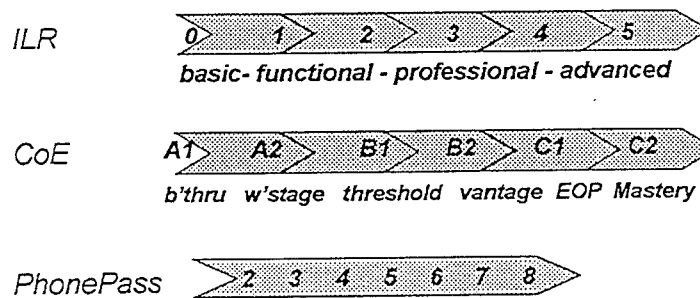 ILR 0 1 2 3 4 5
basic- functional - professional - advanced
CoE A1 A2 B1 B2 C1 C2
b'thru w'stage threshold vantage EOP Mastery
PhonePass 2 3 4 5 6 7 8